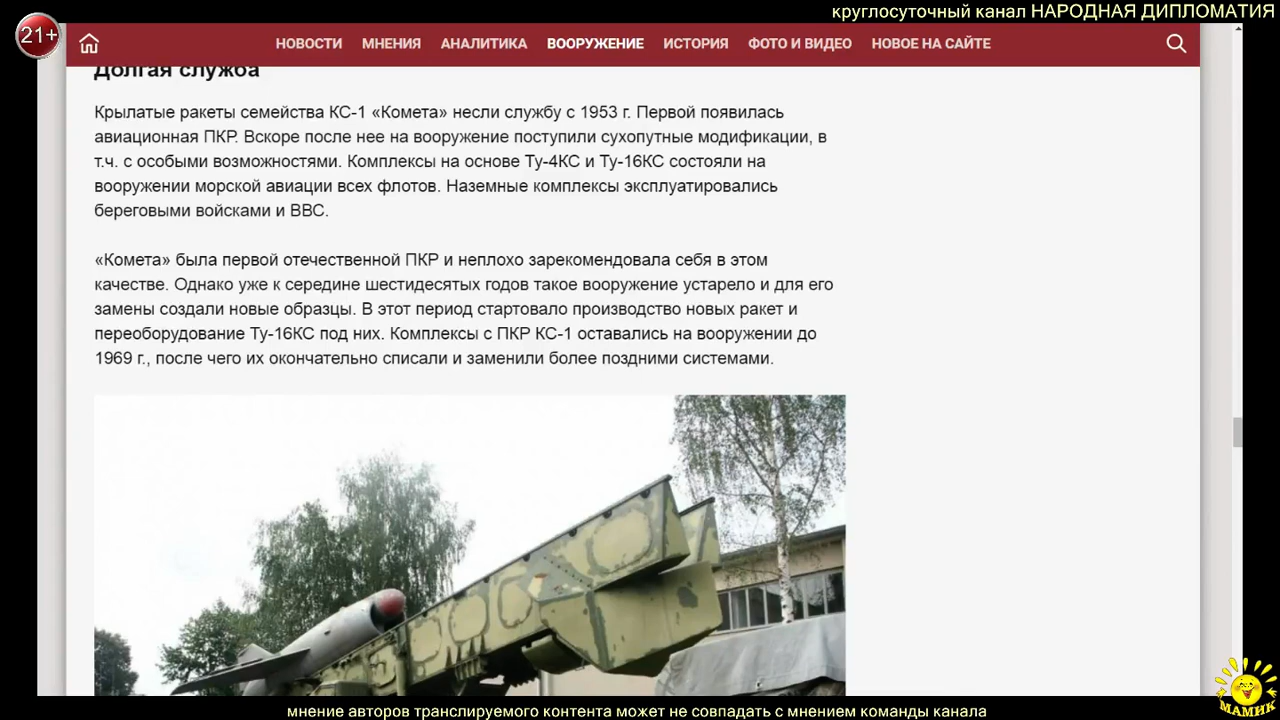 круглосуточный канал НАРОДНАЯ ДИПЛОМАТИЯ
21+
НОВОСТИ МНЕНИЯ АНАЛИТИКА ВООРУЖЕНИЕ ИСТОРИЯ ФОТО И ВИДЕО НОВОЕ НА САЙТЕ
Долгая служба
Крылатые ракеты семейства КС-1 «Комета» несли службу с 1953 г. Первой появилась
авиационная ПКР. Вскоре после нее на вооружение поступили сухопутные модификации, в
т.ч. с особыми возможностями. Комплексы на основе Ту-4КС и Ту-16КС состояли на
вооружении морской авиации всех флотов. Наземные комплексы эксплуатировались
береговыми войсками и ВВС.
«Комета» была первой отечественной ПКР и неплохо зарекомендовала себя в этом
качестве. Однако уже к середине шестидесятых годов такое вооружение устарело и для его
замены создали новые образцы. В этот период стартовало производство новых ракет и
переоборудование Ту-16КС под них. Комплексы с ПКР КС-1 оставались на вооружении до
1969 г., после чего их окончательно списали и заменили более поздними системами.
МАМИК
мнение авторов транслируемого контента может не совпадать с мнением команды канала